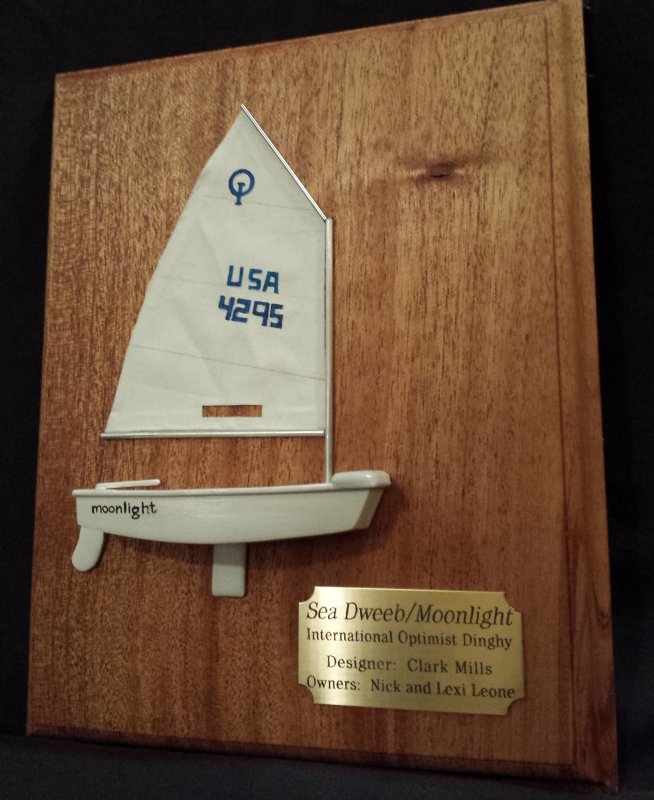 USA
4295
moonlight
Sea Dweeb/Moonlight
International Optimist Dinghy
Designer: Clark Mills
Owners: Nick and Lexi Leone